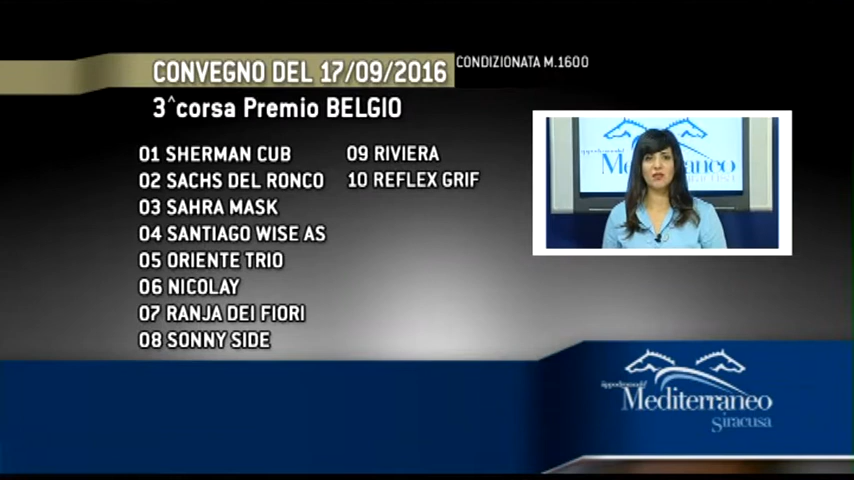 CONVEGNO DEL 17/09/2016
CONDIZIONATA M.1600
3^corsa Premio BELGIO
01 SHERMAN CUB
02 SACHS DEL RONCO
03 SAHRA MASK
04 SANTIAGO WISE AS
05 ORIENTE TRIO
06 NICOLAY
07 RANJA DEI FIORI
08 SONNY SIDE
09 RIVIERA
10 REFLEX GRIF
Mediterraneo
Siracusa
Mediterraneo
Siracusa